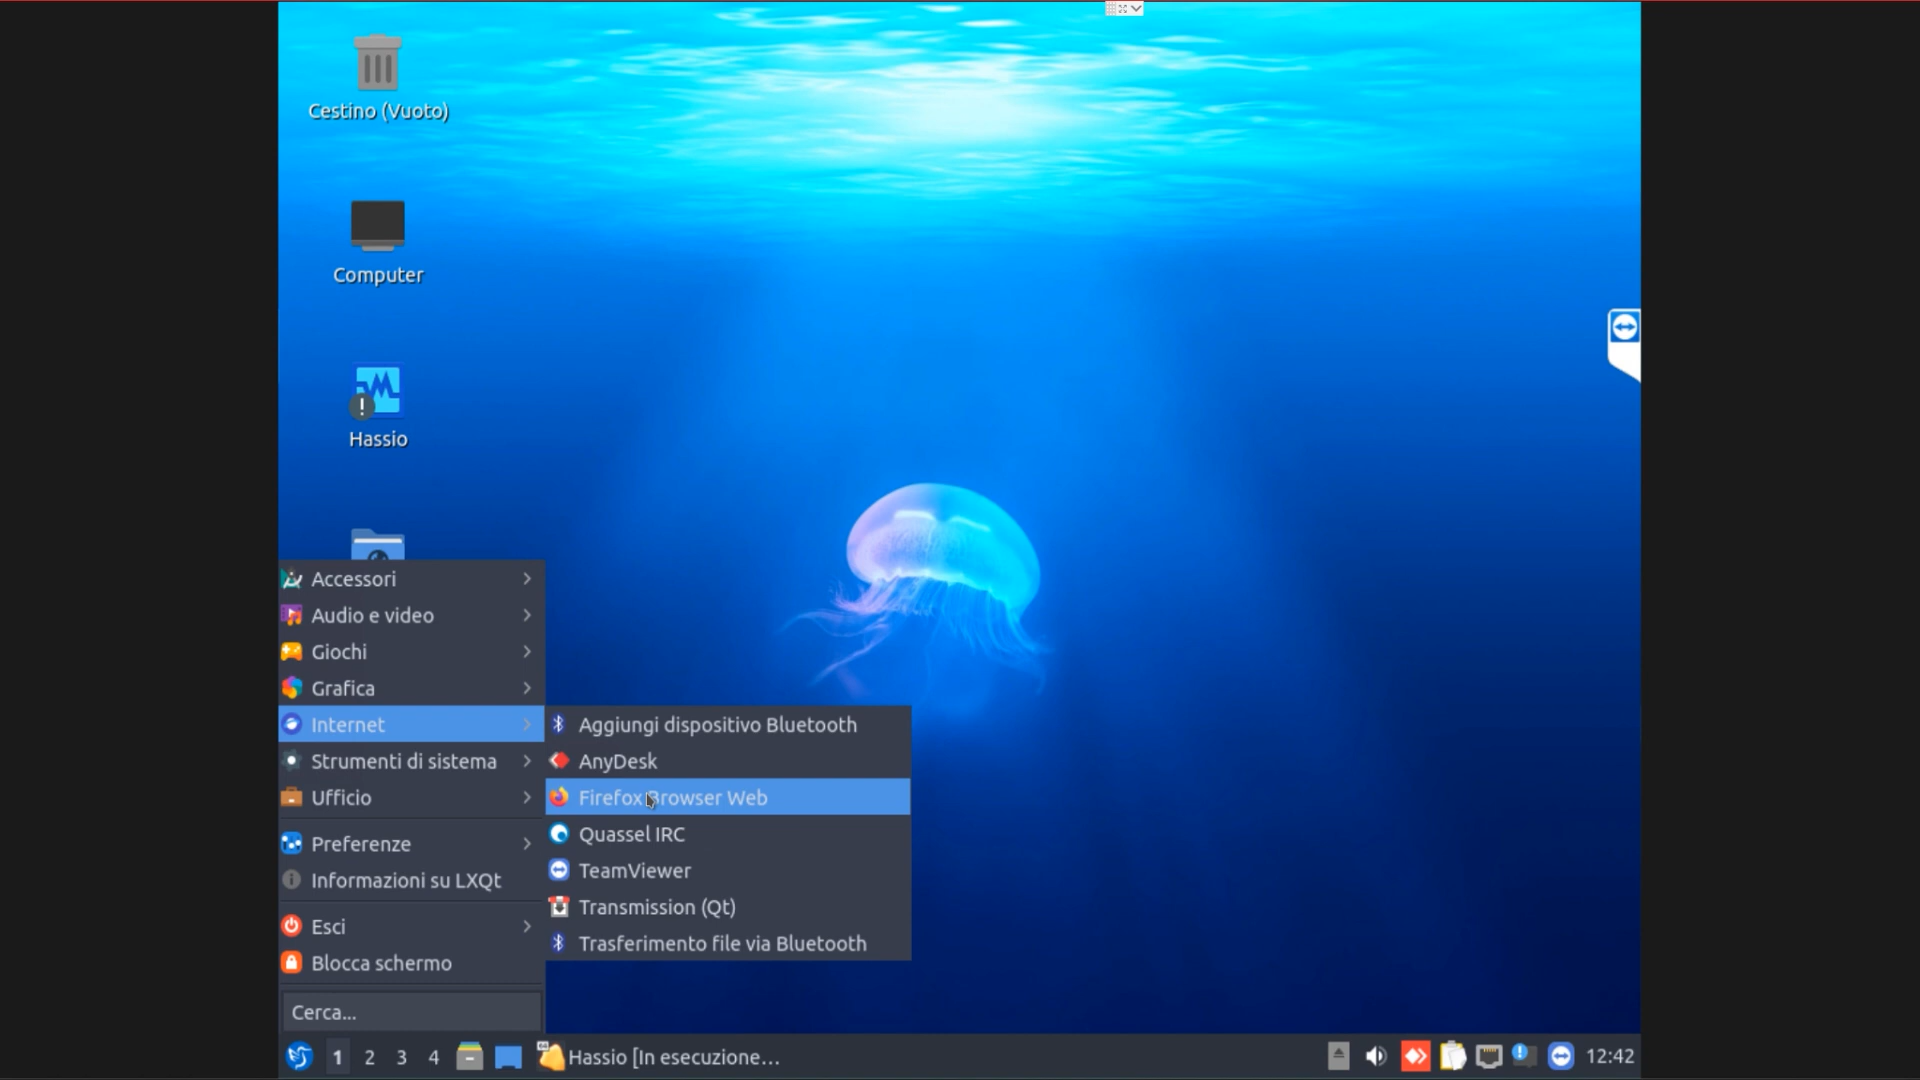 Cestino (Vuoto)
Computer
Hassio
Accessori
Audio e video
Giochi
Grafica
Internet
Strumenti di sistema
Ufficio
Preferenze
Informazioni su LXQt
Esci
Blocca schermo
Cerca...
Aggiungi dispositivo Bluetooth
AnyDesk
Firefox Browser Web
Quassel IRC
TeamViewer
Transmission (Qt)
Trasferimento file via Bluetooth
1 2 3 4 Hassio [In esecuzione... 12:42